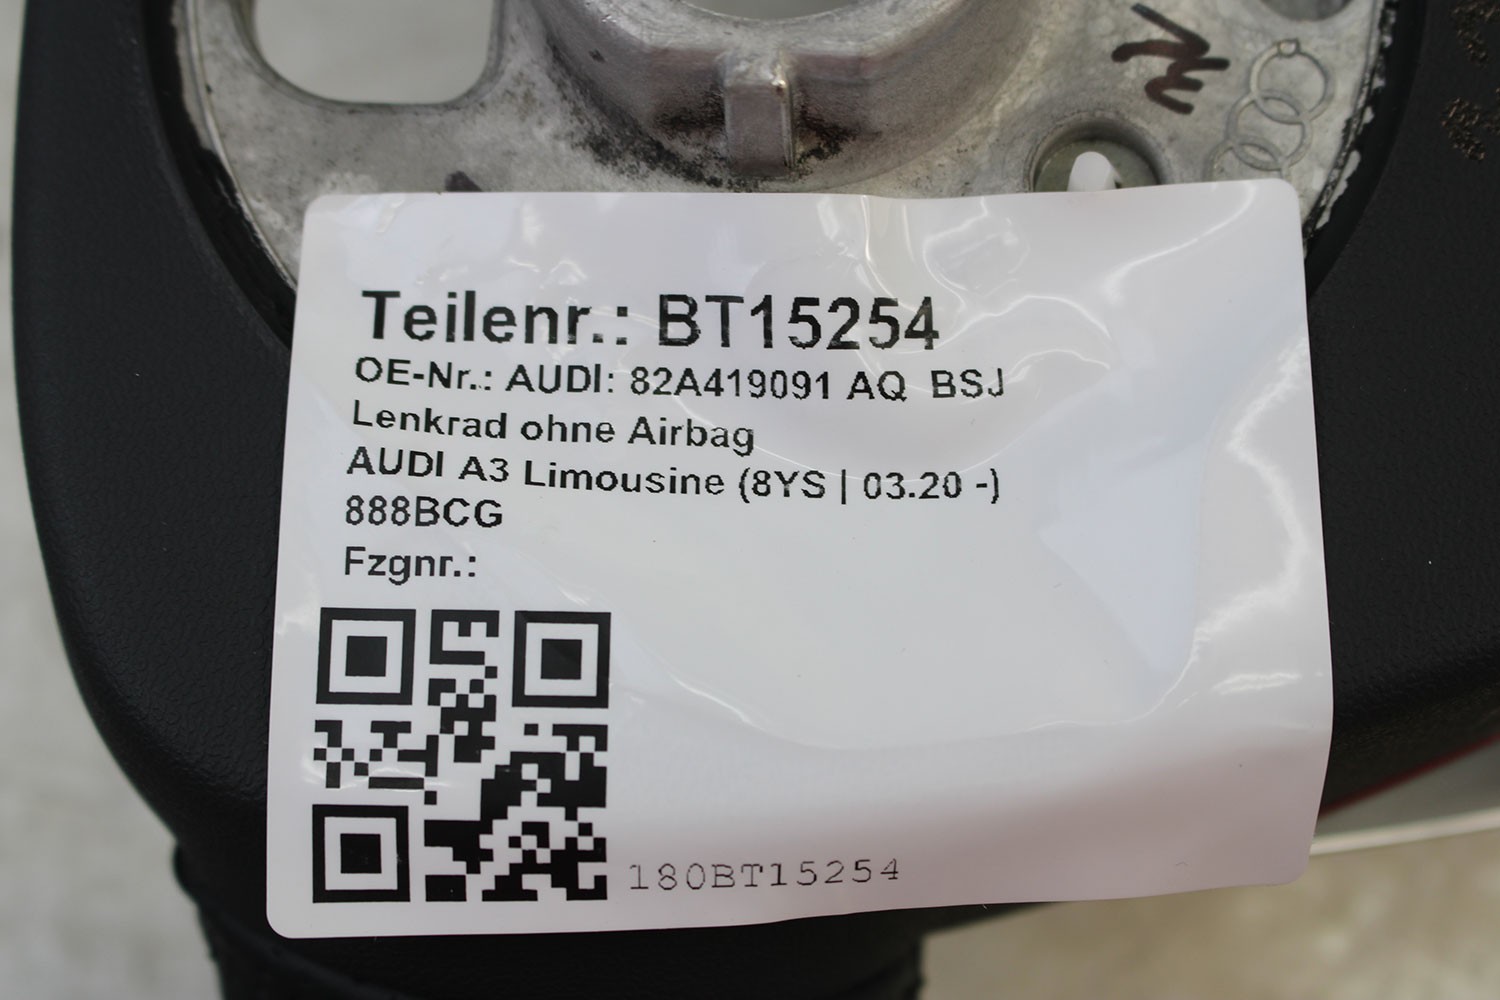 Teilenr.: BT15254
OE-Nr.: AUDI: 82A419091 AQ BSJ
Lenkrad ohne Airbag
AUDI A3 Limousine (8YS | 03.20 -)
888BCG
Fzgnr.:
180BT15254